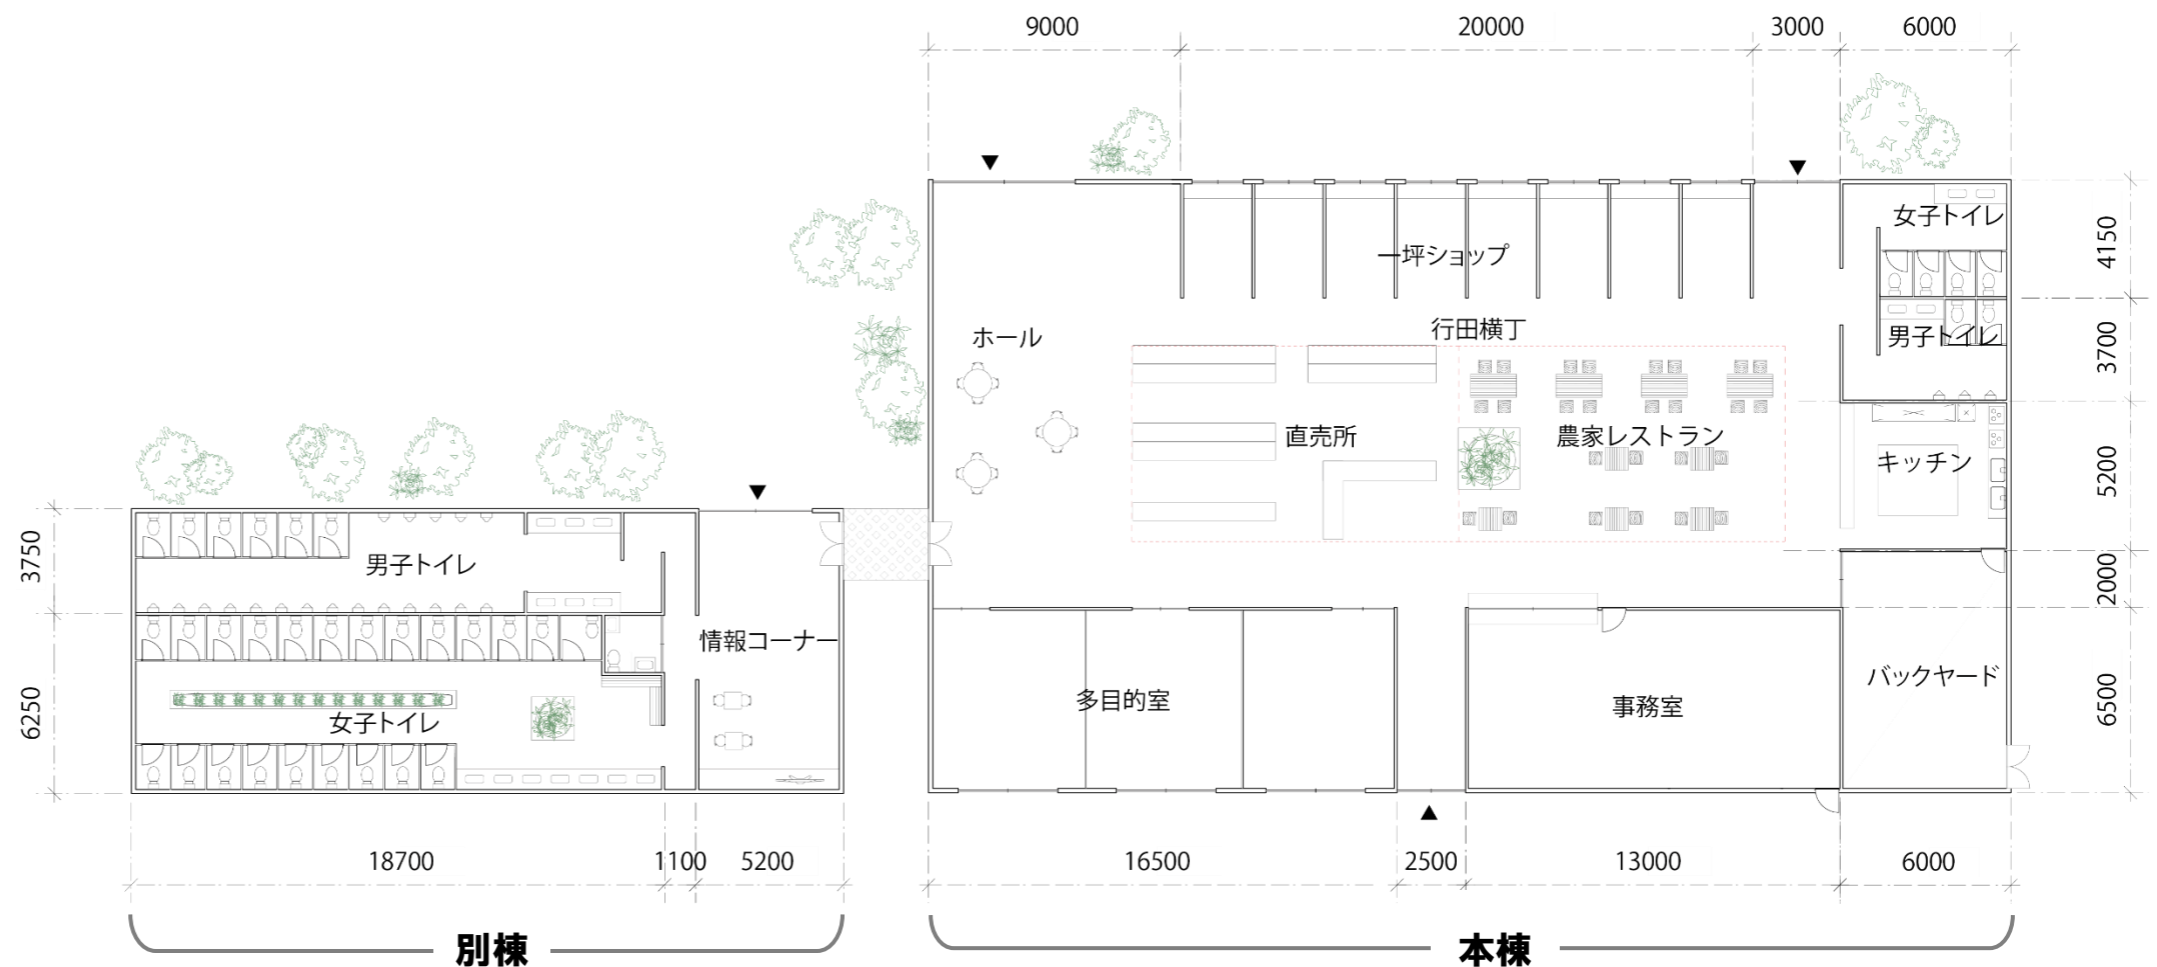 9000
20000
3000
6000
女子トイレ
4150
一坪ショップ
ホール
行田横丁
男子トイレ
3700
直売所
農家レストラン
キッチン
5200
3750
男子トイレ
2000
情報コーナー
多目的室
事務室
バックヤード
6500
6250
女子トイレ
18700
1100
5200
16500
2500
13000
6000
別棟
本棟